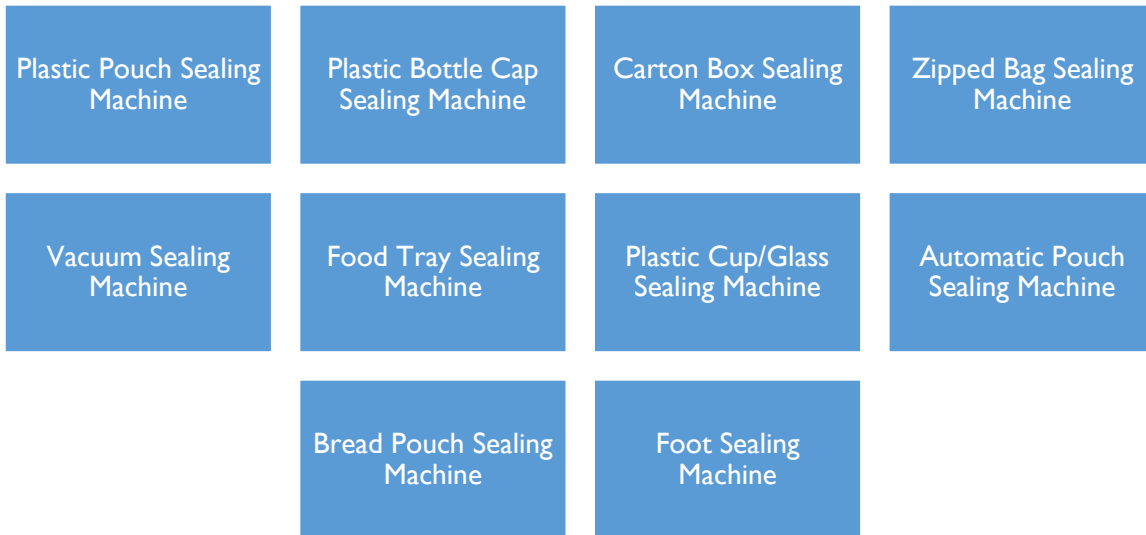 Plastic Pouch Sealing
Machine
Plastic Bottle Cap
Sealing Machine
Carton Box Sealing
Machine
Zipped Bag Sealing
Machine
Vacuum Sealing
Machine
Food Tray Sealing
Machine
Plastic Cup/Glass
Sealing Machine
Automatic Pouch
Sealing Machine
Bread Pouch Sealing
Machine
Foot Sealing
Machine